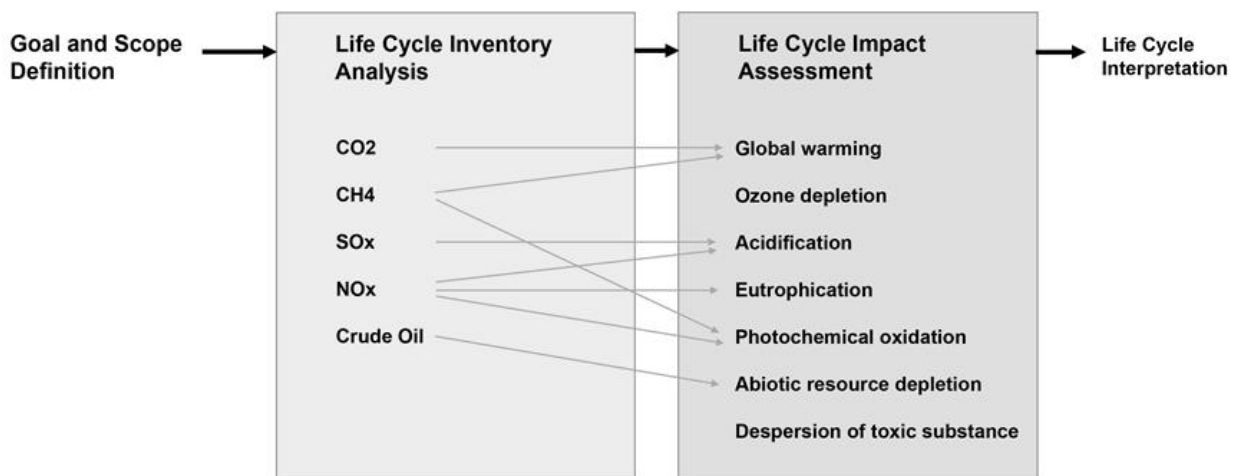 Goal and Scope
Definition
Life Cycle Inventory
Analysis
CO2
CH4
SOx
NOx
Crude Oil
Life Cycle Impact
Assessment
Global warming
Ozone depletion
Acidification
Eutrophication
Photochemical oxidation
Abiotic resource depletion
Despersion of toxic substance
Life Cycle
Interpretation